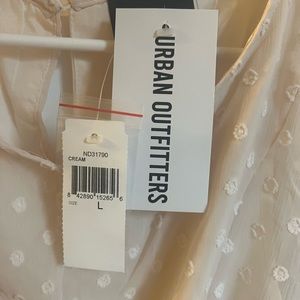 URBAN OUTFITTERS
ND31790
CREAM
8 42890 15265 6
SIZE
L